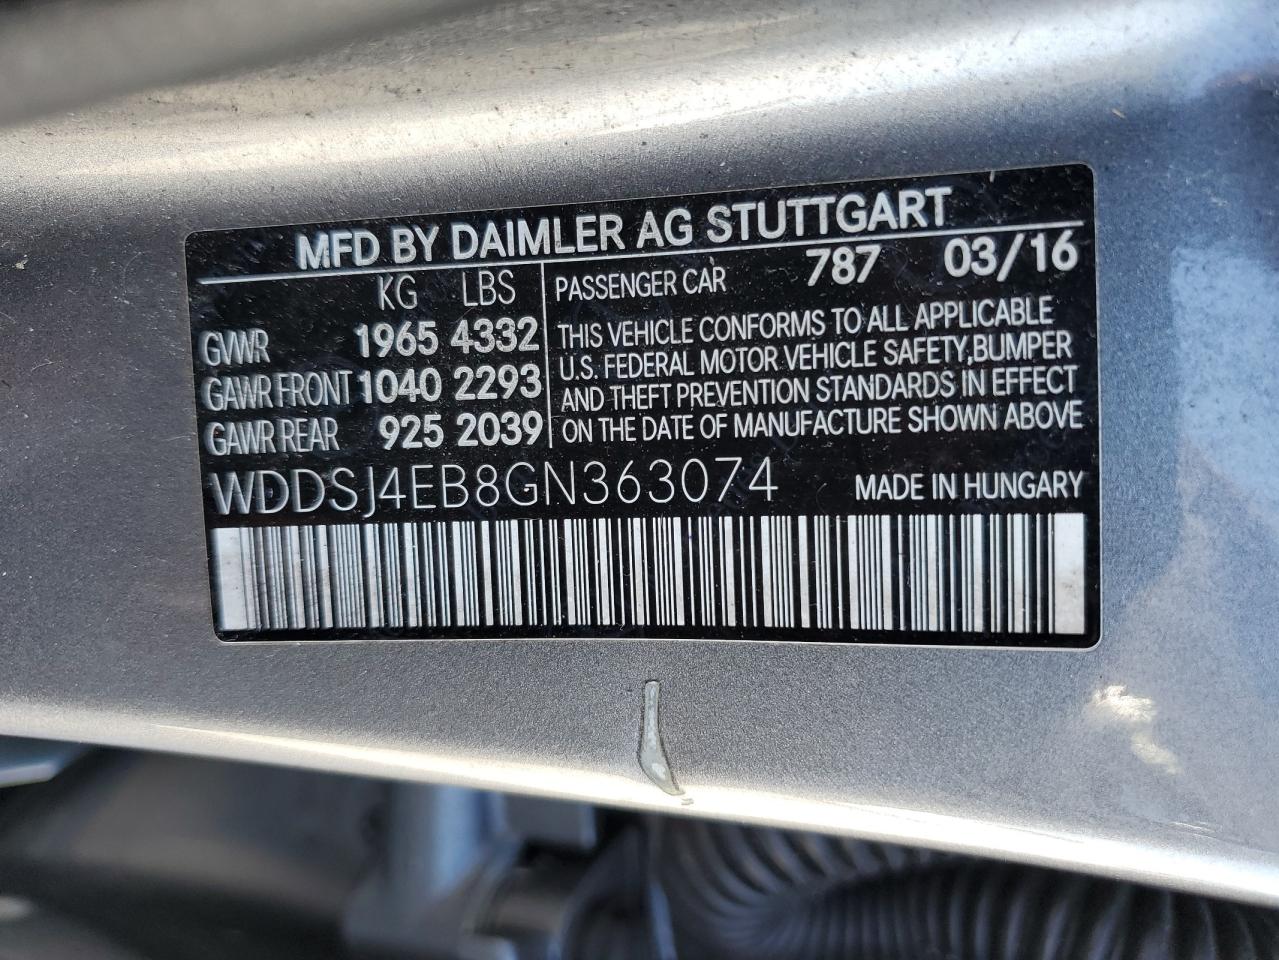 MFD BY DAIMLER AG STUTTGART
KG LBS
GVWR 1965 4332
GAWR FRONT 1040 2293
GAWR REAR 925 2039
PASSENGER CAR 787 03/16
THIS VEHICLE CONFORMS TO ALL APPLICABLE
U.S. FEDERAL MOTOR VEHICLE SAFETY, BUMPER
AND THEFT PREVENTION STANDARDS IN EFFECT
ON THE DATE OF MANUFACTURE SHOWN ABOVE
WDDSJ4EB8GN363074 MADE IN HUNGARY